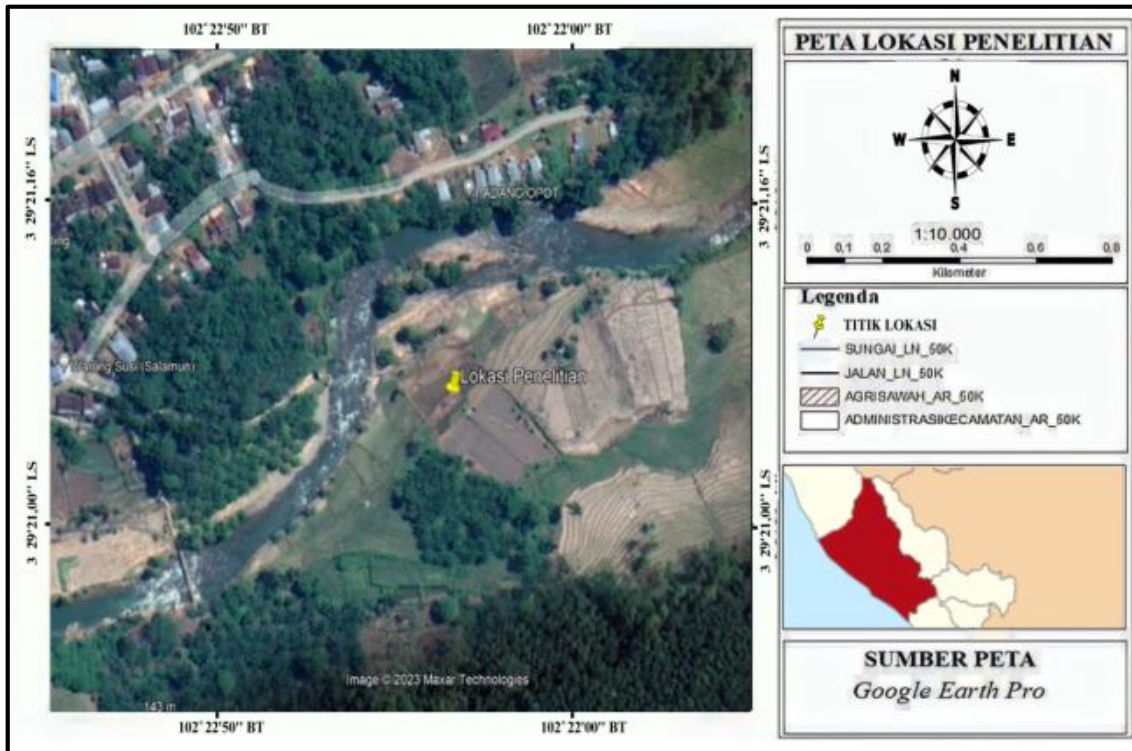 102° 22'50" BT
102° 22'00" BT
3 29'21,16" LS
3 29'21,00" LS
Warung Susi (Salamun)
Lokasi Penelitian
Image © 2023 Maxar Technologies
143 m
3 29'21,16" LS
3 29'21,00" LS
102° 22'50" BT
102° 22'00" BT
PETA LOKASI PENELITIAN
N
W
E
S
1:10.000
0 0,1 0,2 0,4 0,6 0,8
Kilometer
Legenda
TITIK LOKASI
SUNGAI_LN_50K
JALAN_LN_50K
AGRISAWAH_AR_50K
ADMINISTRASIKECAMATAN_AR_50K
SUMBER PETA
Google Earth Pro